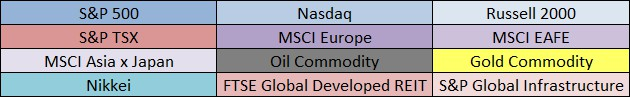 S&P 500 Nasdaq Russell 2000
S&P TSX MSCI Europe MSCI EAFE
MSCI Asia x Japan Oil Commodity Gold Commodity
Nikkei FTSE Global Developed REIT S&P Global Infrastructure